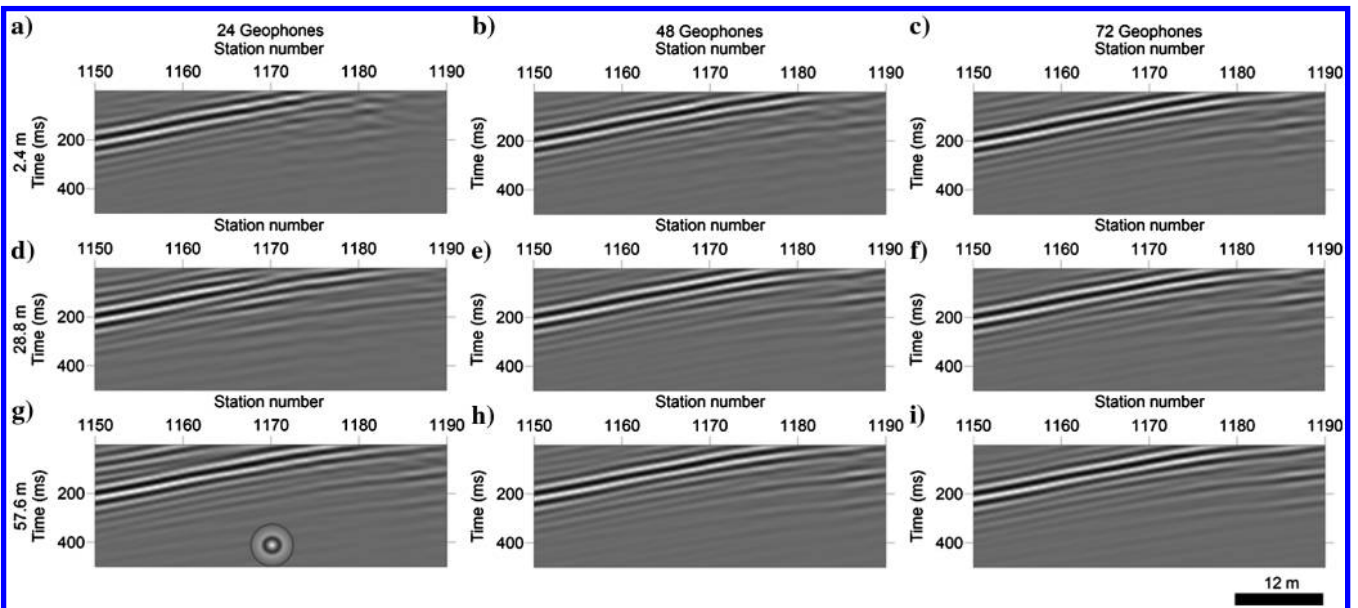 a) 24 Geophones b) 48 Geophones c) 72 Geophones
Station number Station number Station number
1150 1160 1170 1180 1190 1150 1160 1170 1180 1190 1150 1160 1170 1180 1190
2.4 m
Time (ms) Time (ms) Time (ms)
200 200 200
400 400 400
Station number Station number Station number
d) e) f)
1150 1160 1170 1180 1190 1150 1160 1170 1180 1190 1150 1160 1170 1180 1190
28.8 m
Time (ms) Time (ms) Time (ms)
200 200 200
400 400 400
Station number Station number Station number
g) h) i)
1150 1160 1170 1180 1190 1150 1160 1170 1180 1190 1150 1160 1170 1180 1190
57.6 m
Time (ms) Time (ms) Time (ms)
200 200 200
400 400 400
12 m